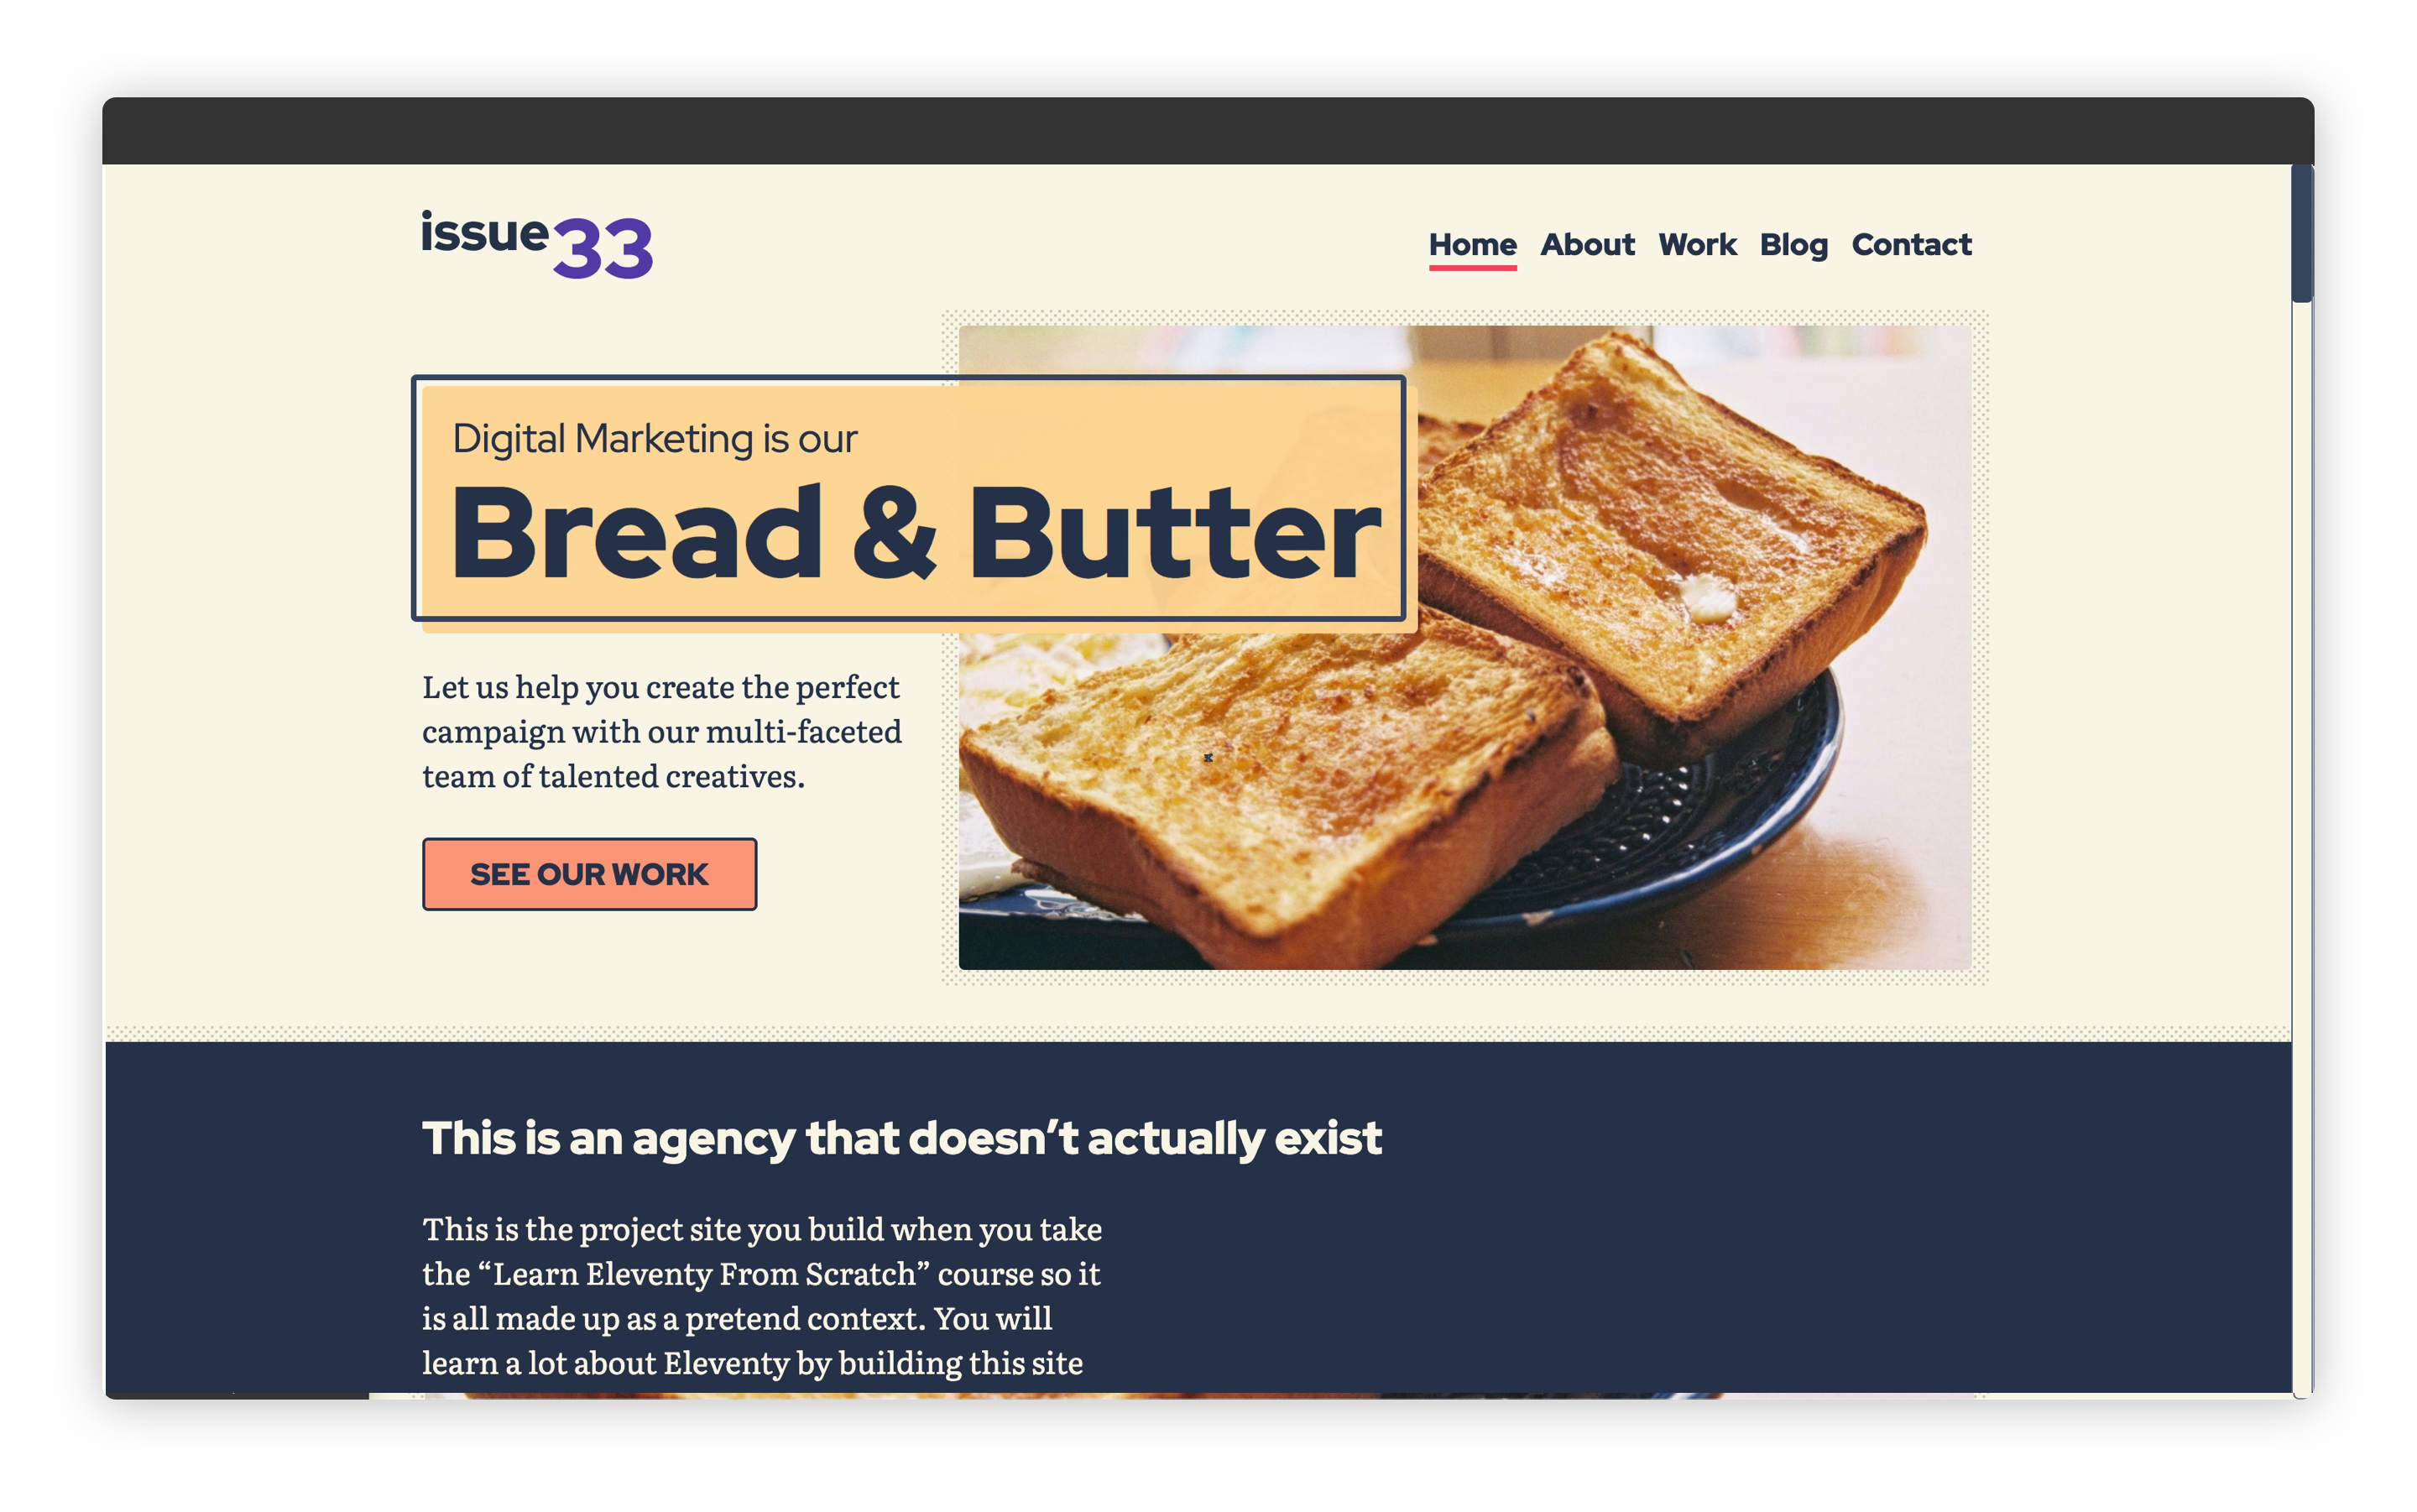 issue33
Home About Work Blog Contact
Digital Marketing is our
Bread & Butter
Let us help you create the perfect
campaign with our multi-faceted
team of talented creatives.
SEE OUR WORK
This is an agency that doesn’t actually exist
This is the project site you build when you take
the “Learn Eleventy From Scratch” course so it
is all made up as a pretend context. You will
learn a lot about Eleventy by building this site